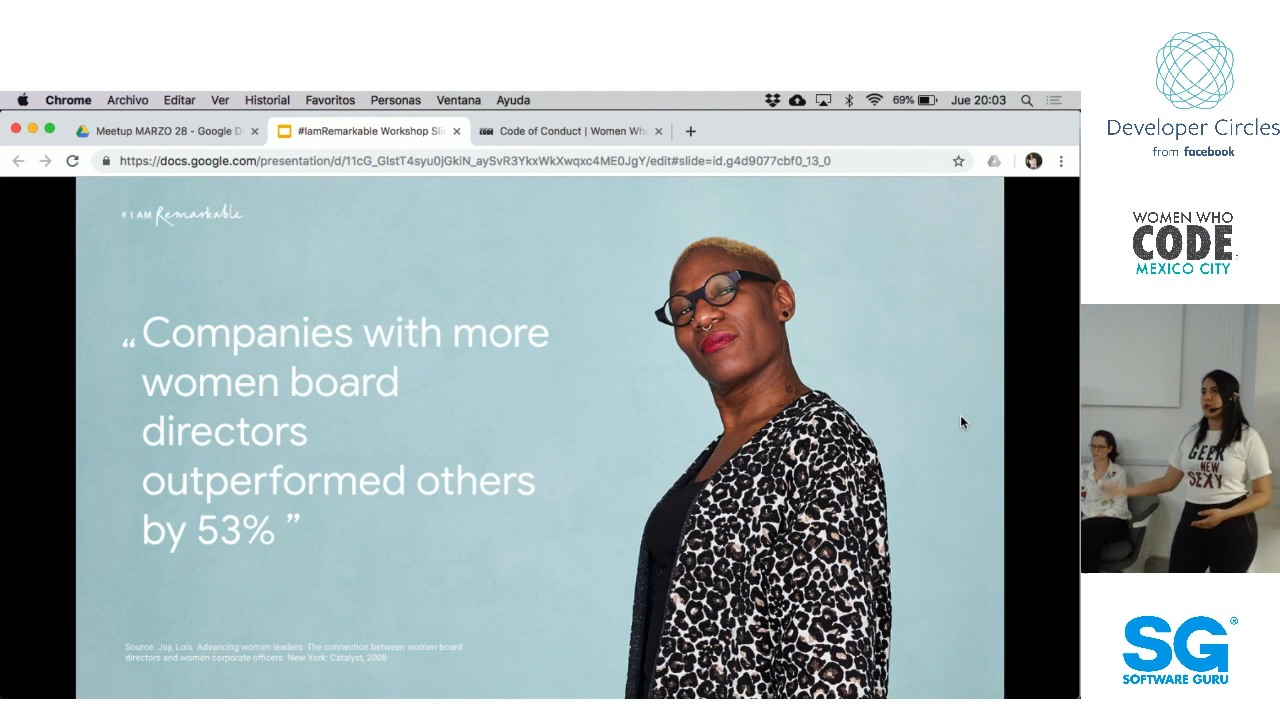 Chrome Archivo Editar Ver Historial Favoritos Personas Ventana Ayuda 69% Jue 20:03
Meetup MARZO 28 - Google D
#IamRemarkable Workshop Sli
Code of Conduct | Women Wh
https://docs.google.com/presentation/d/11cG_GlstT4syu0jGkiN_aySvR3YkxWkXwqxc4ME0JgY/edit#slide=id.g4d9077cbf0_13_0
#IAM Remarkable
“Companies with more
women board
directors
outperformed others
by 53% ”
Source: Joy, Lois. Advancing women leaders: The connection between women board
directors and women corporate officers. New York: Catalyst, 2008
Developer Circles
from facebook
WOMEN WHO
CODE
MEXICO CITY
GEEK
NEW
SEXY
SG®
SOFTWARE GURU